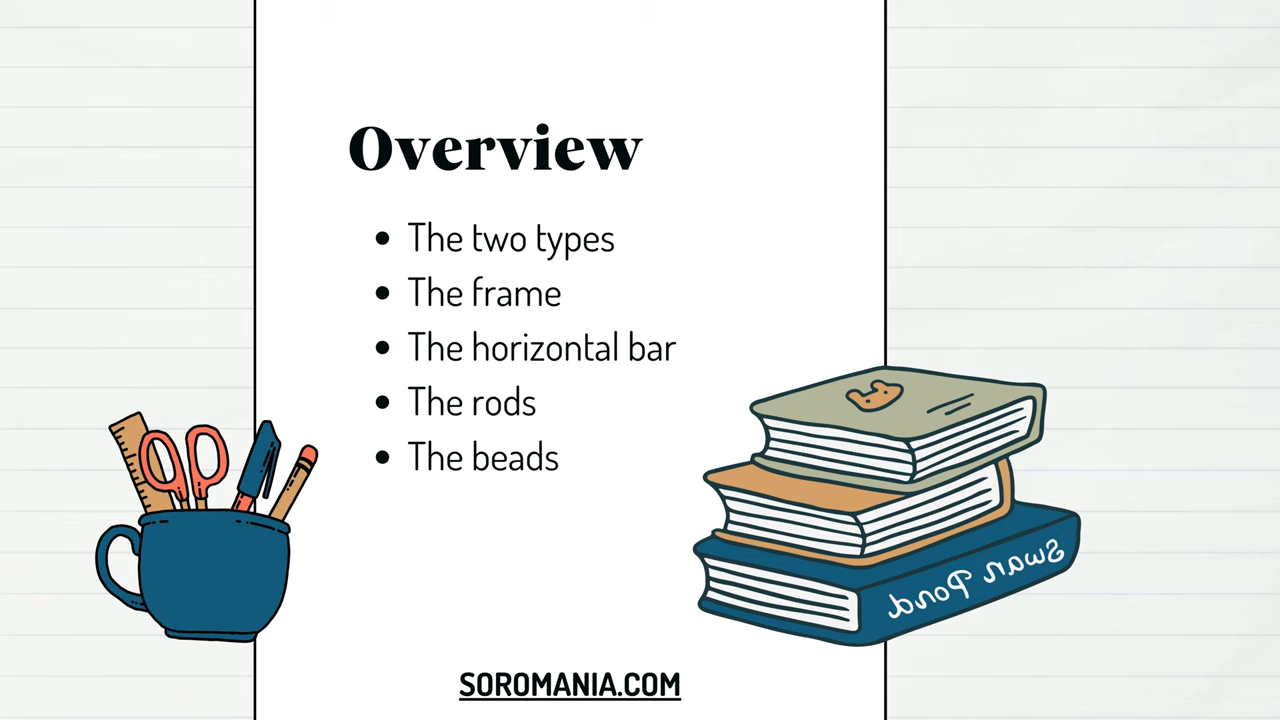 Overview
• The two types
• The frame
• The horizontal bar
• The rods
• The beads
Swan Pond
SOROMANIA.COM